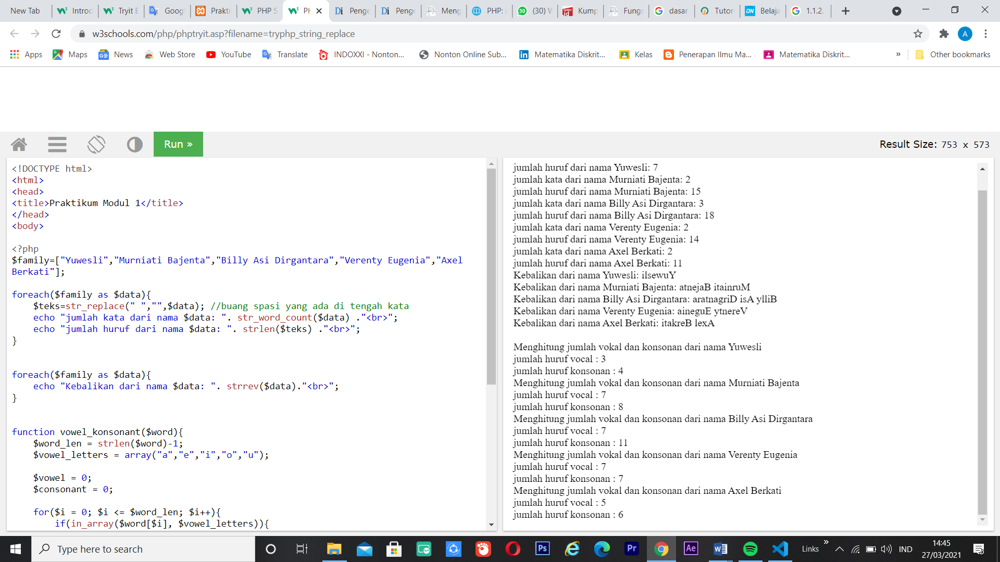 New Tab Introd Tryit E Goog Prakti PHP S PH Penge Penge Meng PHP: (30) Kump Fungs dasar Tutor Belaja 1.1.2.
w3schools.com/php/phptryit.asp?filename=tryphp_string_replace A
Apps Maps News Web Store YouTube Translate INDOXXI - Nonton... Nonton Online Sub... Matematika Diskrit... Kelas Penerapan Ilmu Ma... Matematika Diskrit... » Other bookmarks
Run » Result Size: 753 x 573
<!DOCTYPE html>
<html>
<head>
<title>Praktikum Modul 1</title>
</head>
<body>
<?php
$family=["Yuwesli","Murniati Bajenta","Billy Asi Dirgantara","Verenty Eugenia","Axel
Berkati"];
foreach($family as $data){
$teks=str_replace(" ","",$data); //buang spasi yang ada di tengah kata
echo "jumlah kata dari nama $data: ". str_word_count($data) ."<br>";
echo "jumlah huruf dari nama $data: ". strlen($teks) ."<br>";
}
foreach($family as $data){
echo "Kebalikan dari nama $data: ". strrev($data)."<br>";
}
function vowel_konsonant($word){
$word_len = strlen($word)-1;
$vowel_letters = array("a","e","i","o","u");
$vowel = 0;
$consonant = 0;
for($i = 0; $i <= $word_len; $i++){
if(in_array($word[$i], $vowel_letters)){
jumlah huruf dari nama Yuwesli: 7
jumlah kata dari nama Murniati Bajenta: 2
jumlah huruf dari nama Murniati Bajenta: 15
jumlah kata dari nama Billy Asi Dirgantara: 3
jumlah huruf dari nama Billy Asi Dirgantara: 18
jumlah kata dari nama Verenty Eugenia: 2
jumlah huruf dari nama Verenty Eugenia: 14
jumlah kata dari nama Axel Berkati: 2
jumlah huruf dari nama Axel Berkati: 11
Kebalikan dari nama Yuwesli: ilsewuY
Kebalikan dari nama Murniati Bajenta: atnejaB itainruM
Kebalikan dari nama Billy Asi Dirgantara: aratnagriD isA ylliB
Kebalikan dari nama Verenty Eugenia: aineguE ytnereV
Kebalikan dari nama Axel Berkati: itakreB lexA
Menghitung jumlah vokal dan konsonan dari nama Yuwesli
jumlah huruf vocal : 3
jumlah huruf konsonan : 4
Menghitung jumlah vokal dan konsonan dari nama Murniati Bajenta
jumlah huruf vocal : 7
jumlah huruf konsonan : 8
Menghitung jumlah vokal dan konsonan dari nama Billy Asi Dirgantara
jumlah huruf vocal : 7
jumlah huruf konsonan : 11
Menghitung jumlah vokal dan konsonan dari nama Verenty Eugenia
jumlah huruf vocal : 7
jumlah huruf konsonan : 7
Menghitung jumlah vokal dan konsonan dari nama Axel Berkati
jumlah huruf vocal : 5
jumlah huruf konsonan : 6
Type here to search Links » IND 14:45
27/03/2021